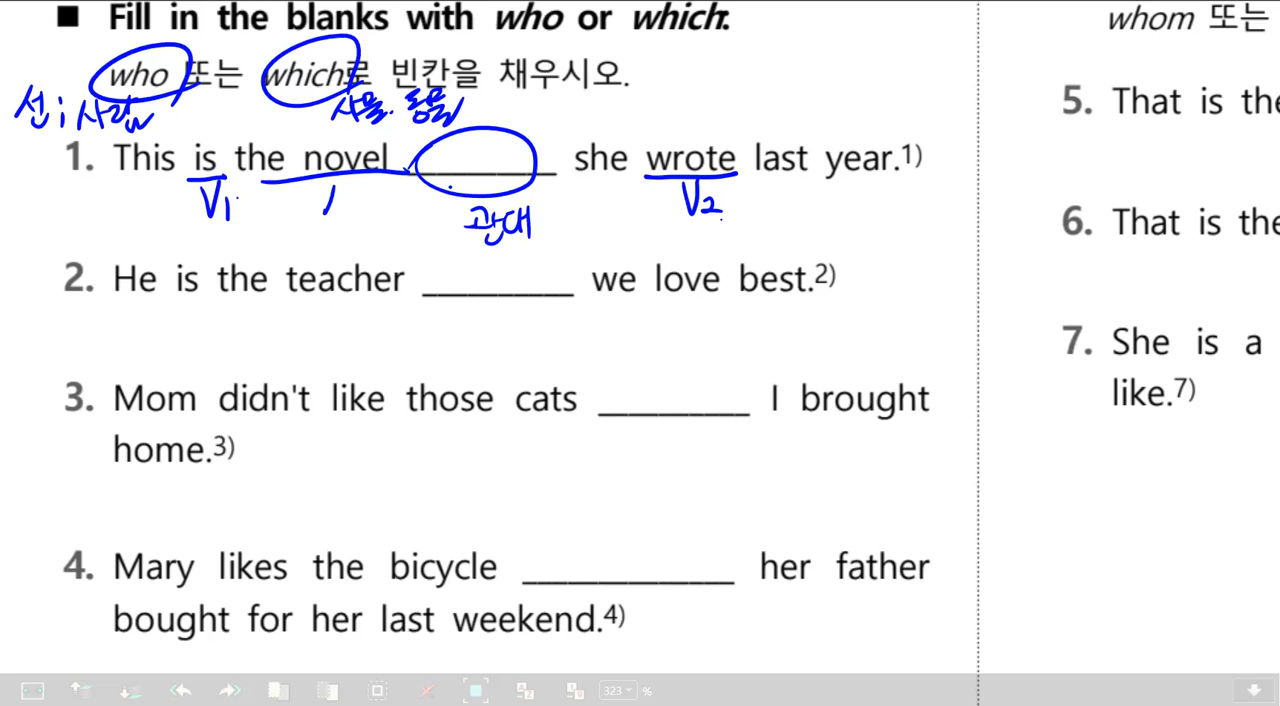 ■ Fill in the blanks with who or which.
who 또는 which로 빈칸을 채우시오.
선; 사람
사물. 동물
1. This is the novel ________ she wrote last year.1)
V1
V2
관대
2. He is the teacher ________ we love best.2)
3. Mom didn't like those cats ________ I brought
home.3)
4. Mary likes the bicycle ___________ her father
bought for her last weekend.4)
whom 또는
5. That is the
6. That is the
7. She is a
like.7)
323 %